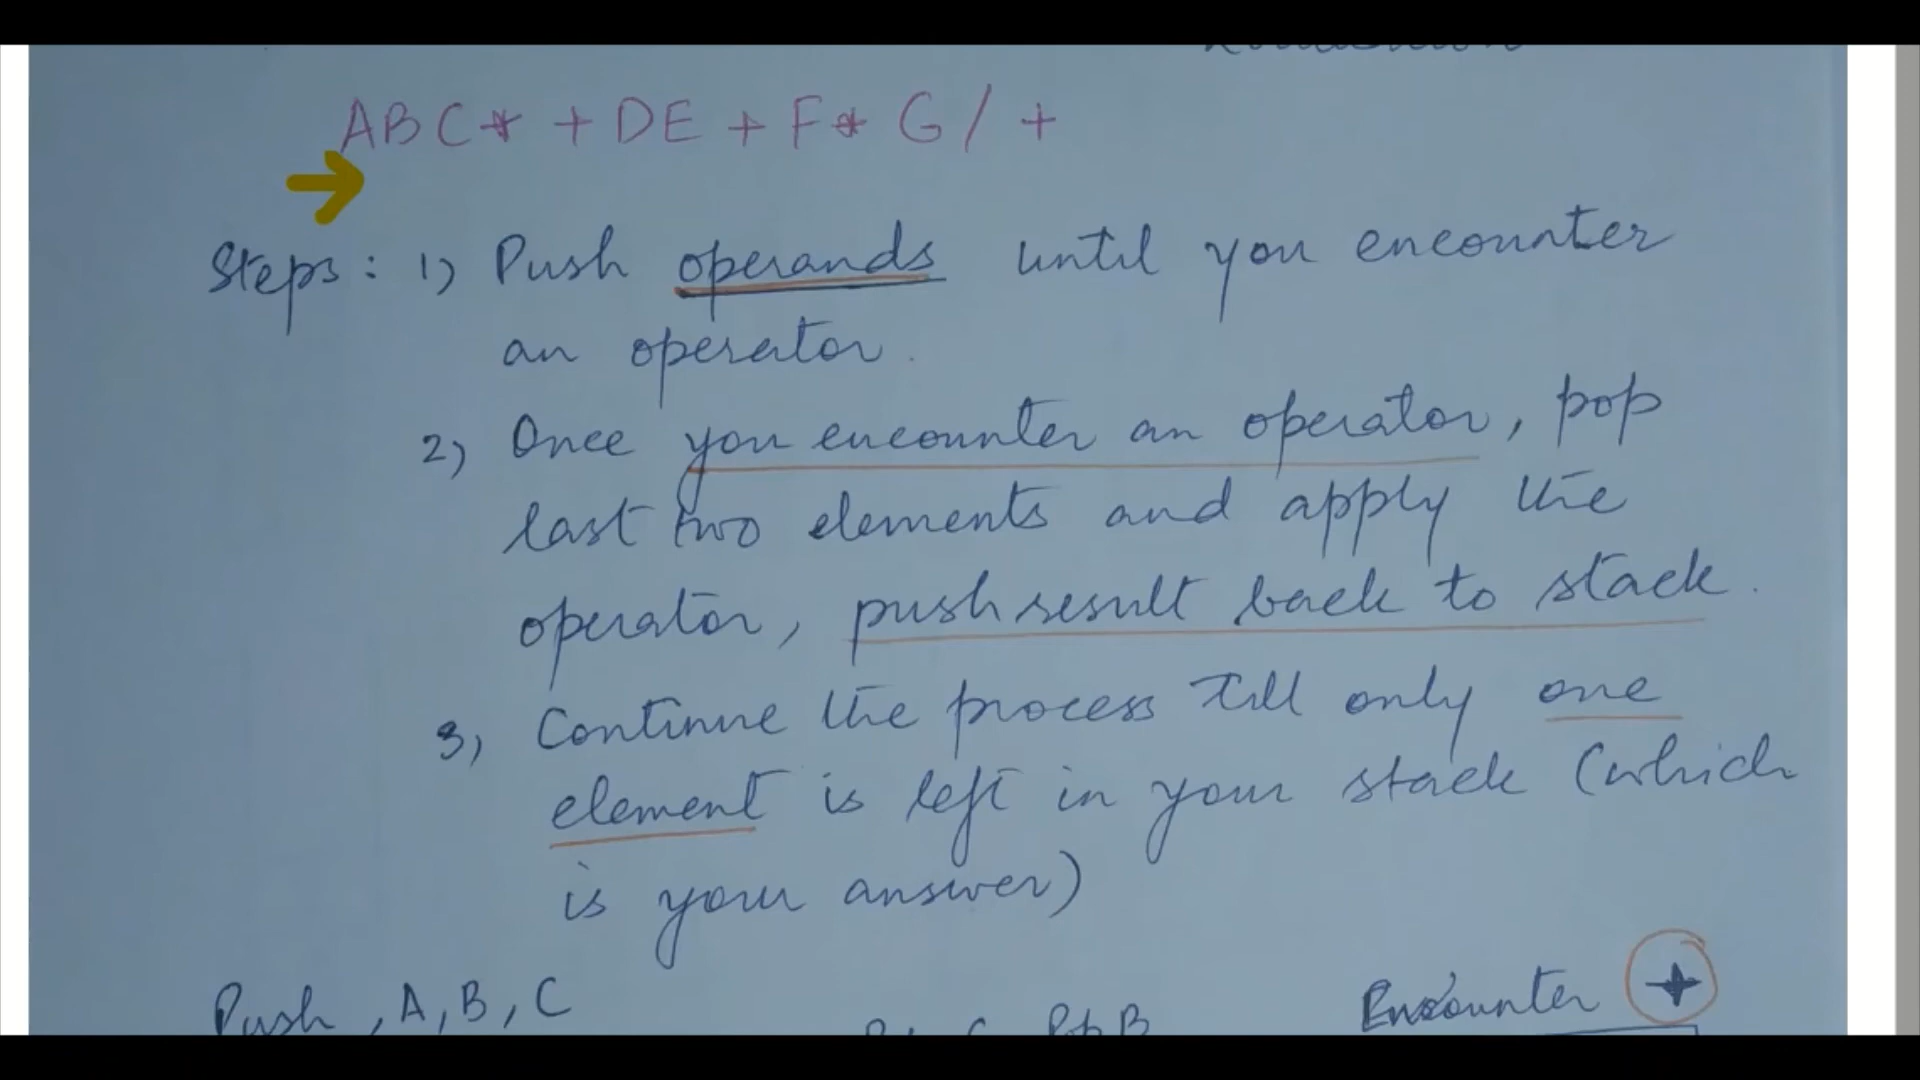 ABC* + DE + F* G / +
Steps: 1) Push operands until you encounter
an operator.
2) Once you encounter an operator, pop
last two elements and apply the
operator, push result back to stack.
3) Continue the process till only one
element is left in your stack (which
is your answer)
Push, A, B, C
Encounter +